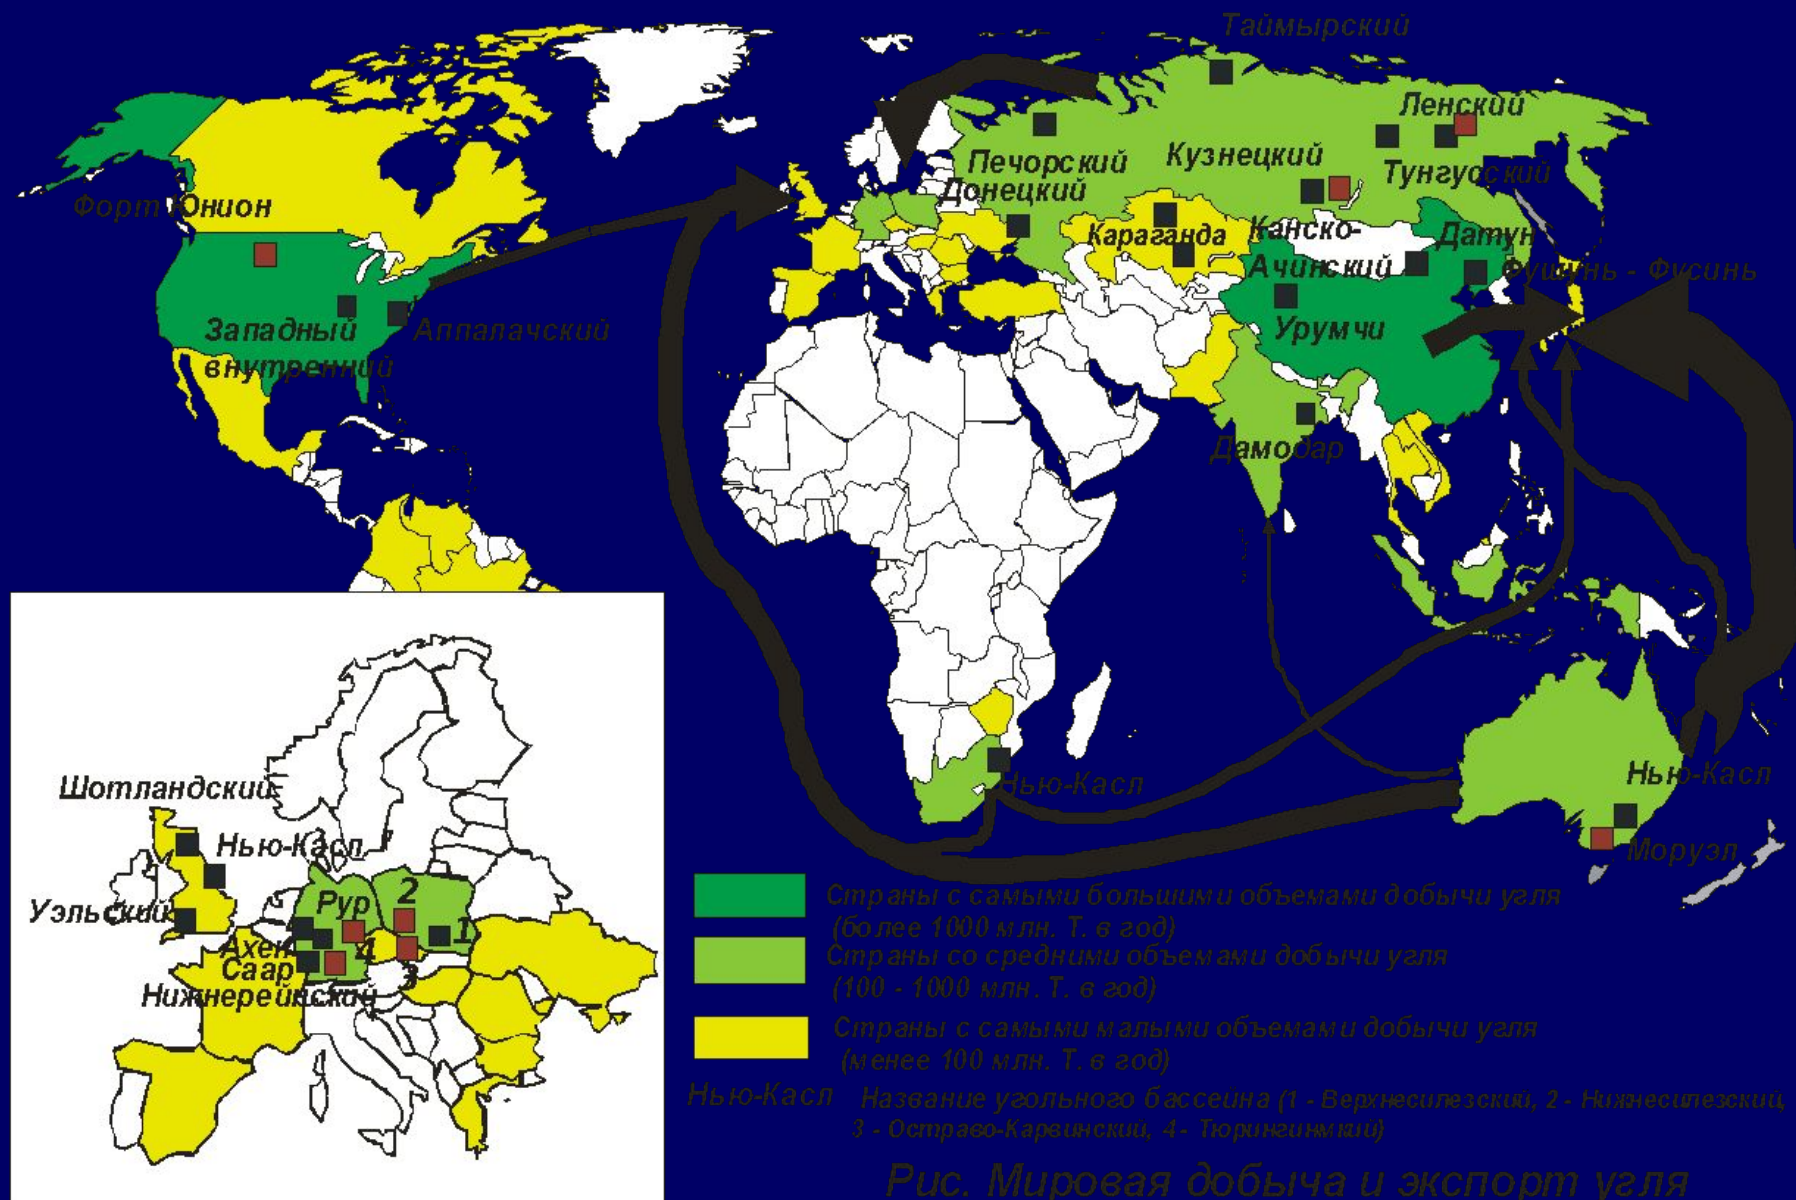 Таймырский
Ленский
Печорский
Кузнецкий
Тунгусский
Донецкий
Форт Юнион
Караганда
Канско-
Ачинский
Датун
Фушунь - Фусинь
Западный
внутренний
Аппалачский
Урумчи
Дамодар
Нью-Касл
Нью-Касл
Моруэл
Шотландский
Нью-Касл
Уэльский
Рур
2
1
Ахен
4
Саар
3
Нижнерейнский
Страны с самыми большими объемами добычи угля
(более 1000 млн. Т. в год)
Страны со средними объемами добычи угля
(100 - 1000 млн. Т. в год)
Страны с самыми малыми объемами добычи угля
(менее 100 млн. Т. в год)
Нью-Касл Название угольного бассейна (1 - Верхнесилезский, 2 - Нижнесилезский,
3 - Остраво-Карвинский, 4 - Тюрингинмкий)
Рис. Мировая добыча и экспорт угля